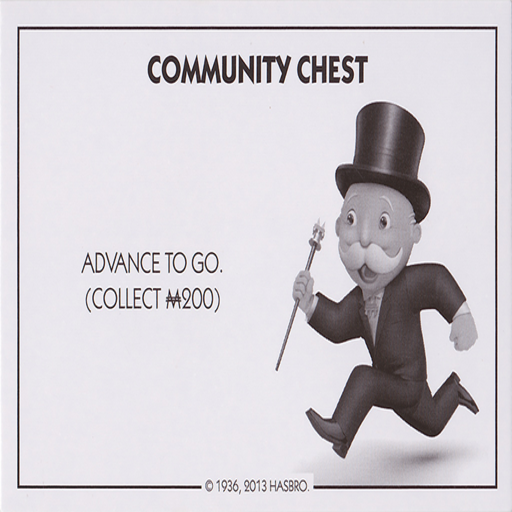 COMMUNITY CHEST
ADVANCE TO GO.
(COLLECT ₩200)
© 1936, 2013 HASBRO.